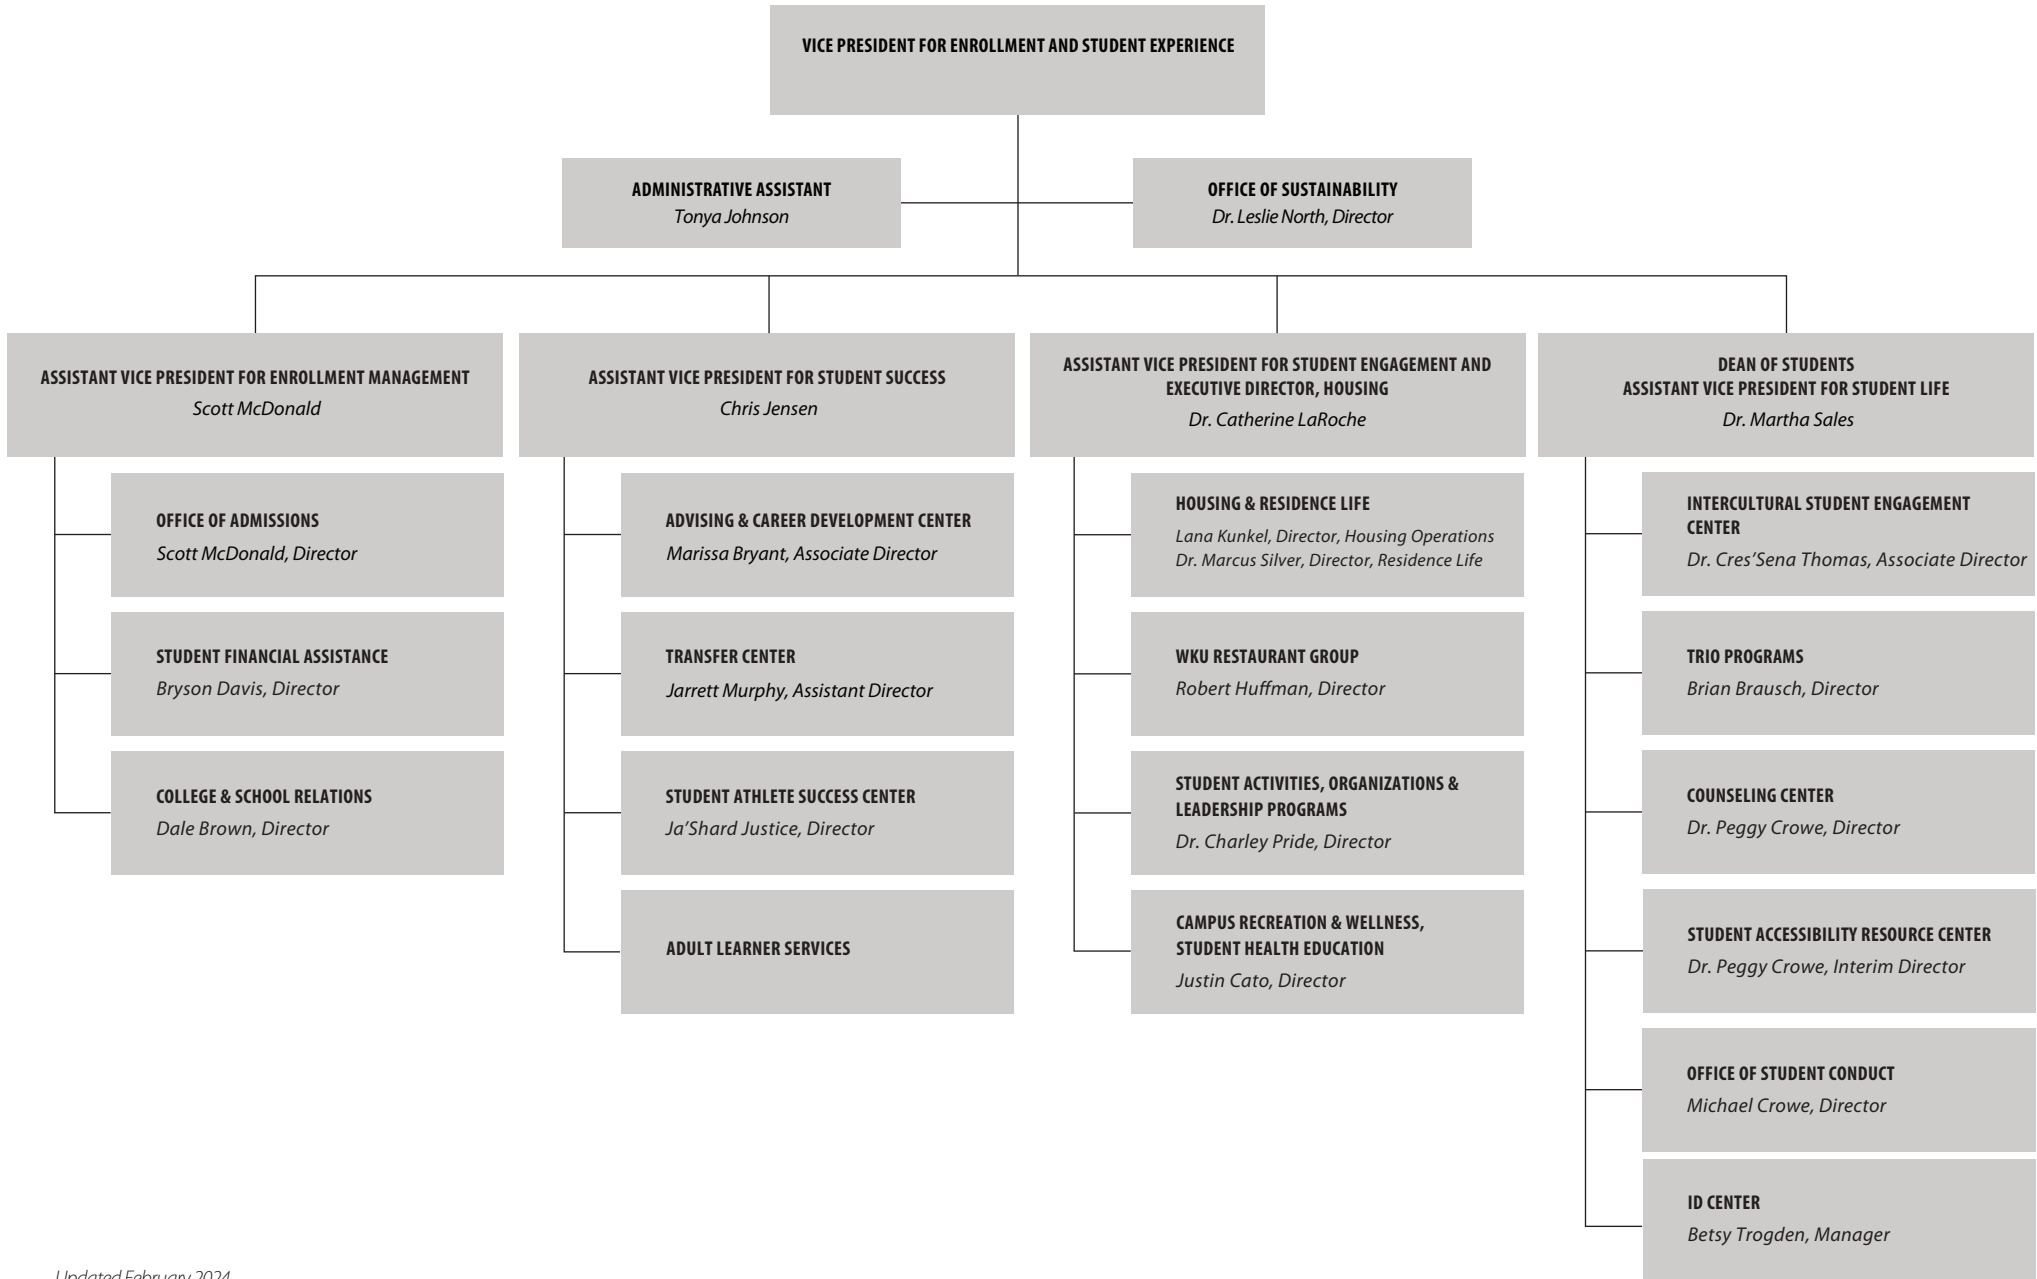 VICE PRESIDENT FOR ENROLLMENT AND STUDENT EXPERIENCE
ADMINISTRATIVE ASSISTANT
Tonya Johnson
OFFICE OF SUSTAINABILITY
Dr. Leslie North, Director
ASSISTANT VICE PRESIDENT FOR ENROLLMENT MANAGEMENT
Scott McDonald
OFFICE OF ADMISSIONS
Scott McDonald, Director
STUDENT FINANCIAL ASSISTANCE
Bryson Davis, Director
COLLEGE & SCHOOL RELATIONS
Dale Brown, Director
ASSISTANT VICE PRESIDENT FOR STUDENT SUCCESS
Chris Jensen
ADVISING & CAREER DEVELOPMENT CENTER
Marissa Bryant, Associate Director
TRANSFER CENTER
Jarrett Murphy, Assistant Director
STUDENT ATHLETE SUCCESS CENTER
Ja’Shard Justice, Director
ADULT LEARNER SERVICES
ASSISTANT VICE PRESIDENT FOR STUDENT ENGAGEMENT AND
EXECUTIVE DIRECTOR, HOUSING
Dr. Catherine LaRoche
HOUSING & RESIDENCE LIFE
Lana Kunkel, Director, Housing Operations
Dr. Marcus Silver, Director, Residence Life
WKU RESTAURANT GROUP
Robert Huffman, Director
STUDENT ACTIVITIES, ORGANIZATIONS &
LEADERSHIP PROGRAMS
Dr. Charley Pride, Director
CAMPUS RECREATION & WELLNESS,
STUDENT HEALTH EDUCATION
Justin Cato, Director
DEAN OF STUDENTS
ASSISTANT VICE PRESIDENT FOR STUDENT LIFE
Dr. Martha Sales
INTERCULTURAL STUDENT ENGAGEMENT
CENTER
Dr. Cres’Sena Thomas, Associate Director
TRIO PROGRAMS
Brian Brausch, Director
COUNSELING CENTER
Dr. Peggy Crowe, Director
STUDENT ACCESSIBILITY RESOURCE CENTER
Dr. Peggy Crowe, Interim Director
OFFICE OF STUDENT CONDUCT
Michael Crowe, Director
ID CENTER
Betsy Trogden, Manager
Updated February 2024